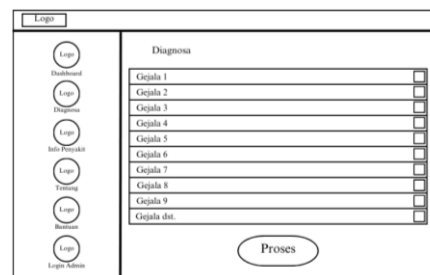 Logo
Logo
Dashboard
Logo
Diagnosa
Logo
Info Penyakit
Logo
Tentang
Logo
Bantuan
Logo
Login Admin
Diagnosa
Gejala 1
Gejala 2
Gejala 3
Gejala 4
Gejala 5
Gejala 6
Gejala 7
Gejala 8
Gejala 9
Gejala dst.
Proses